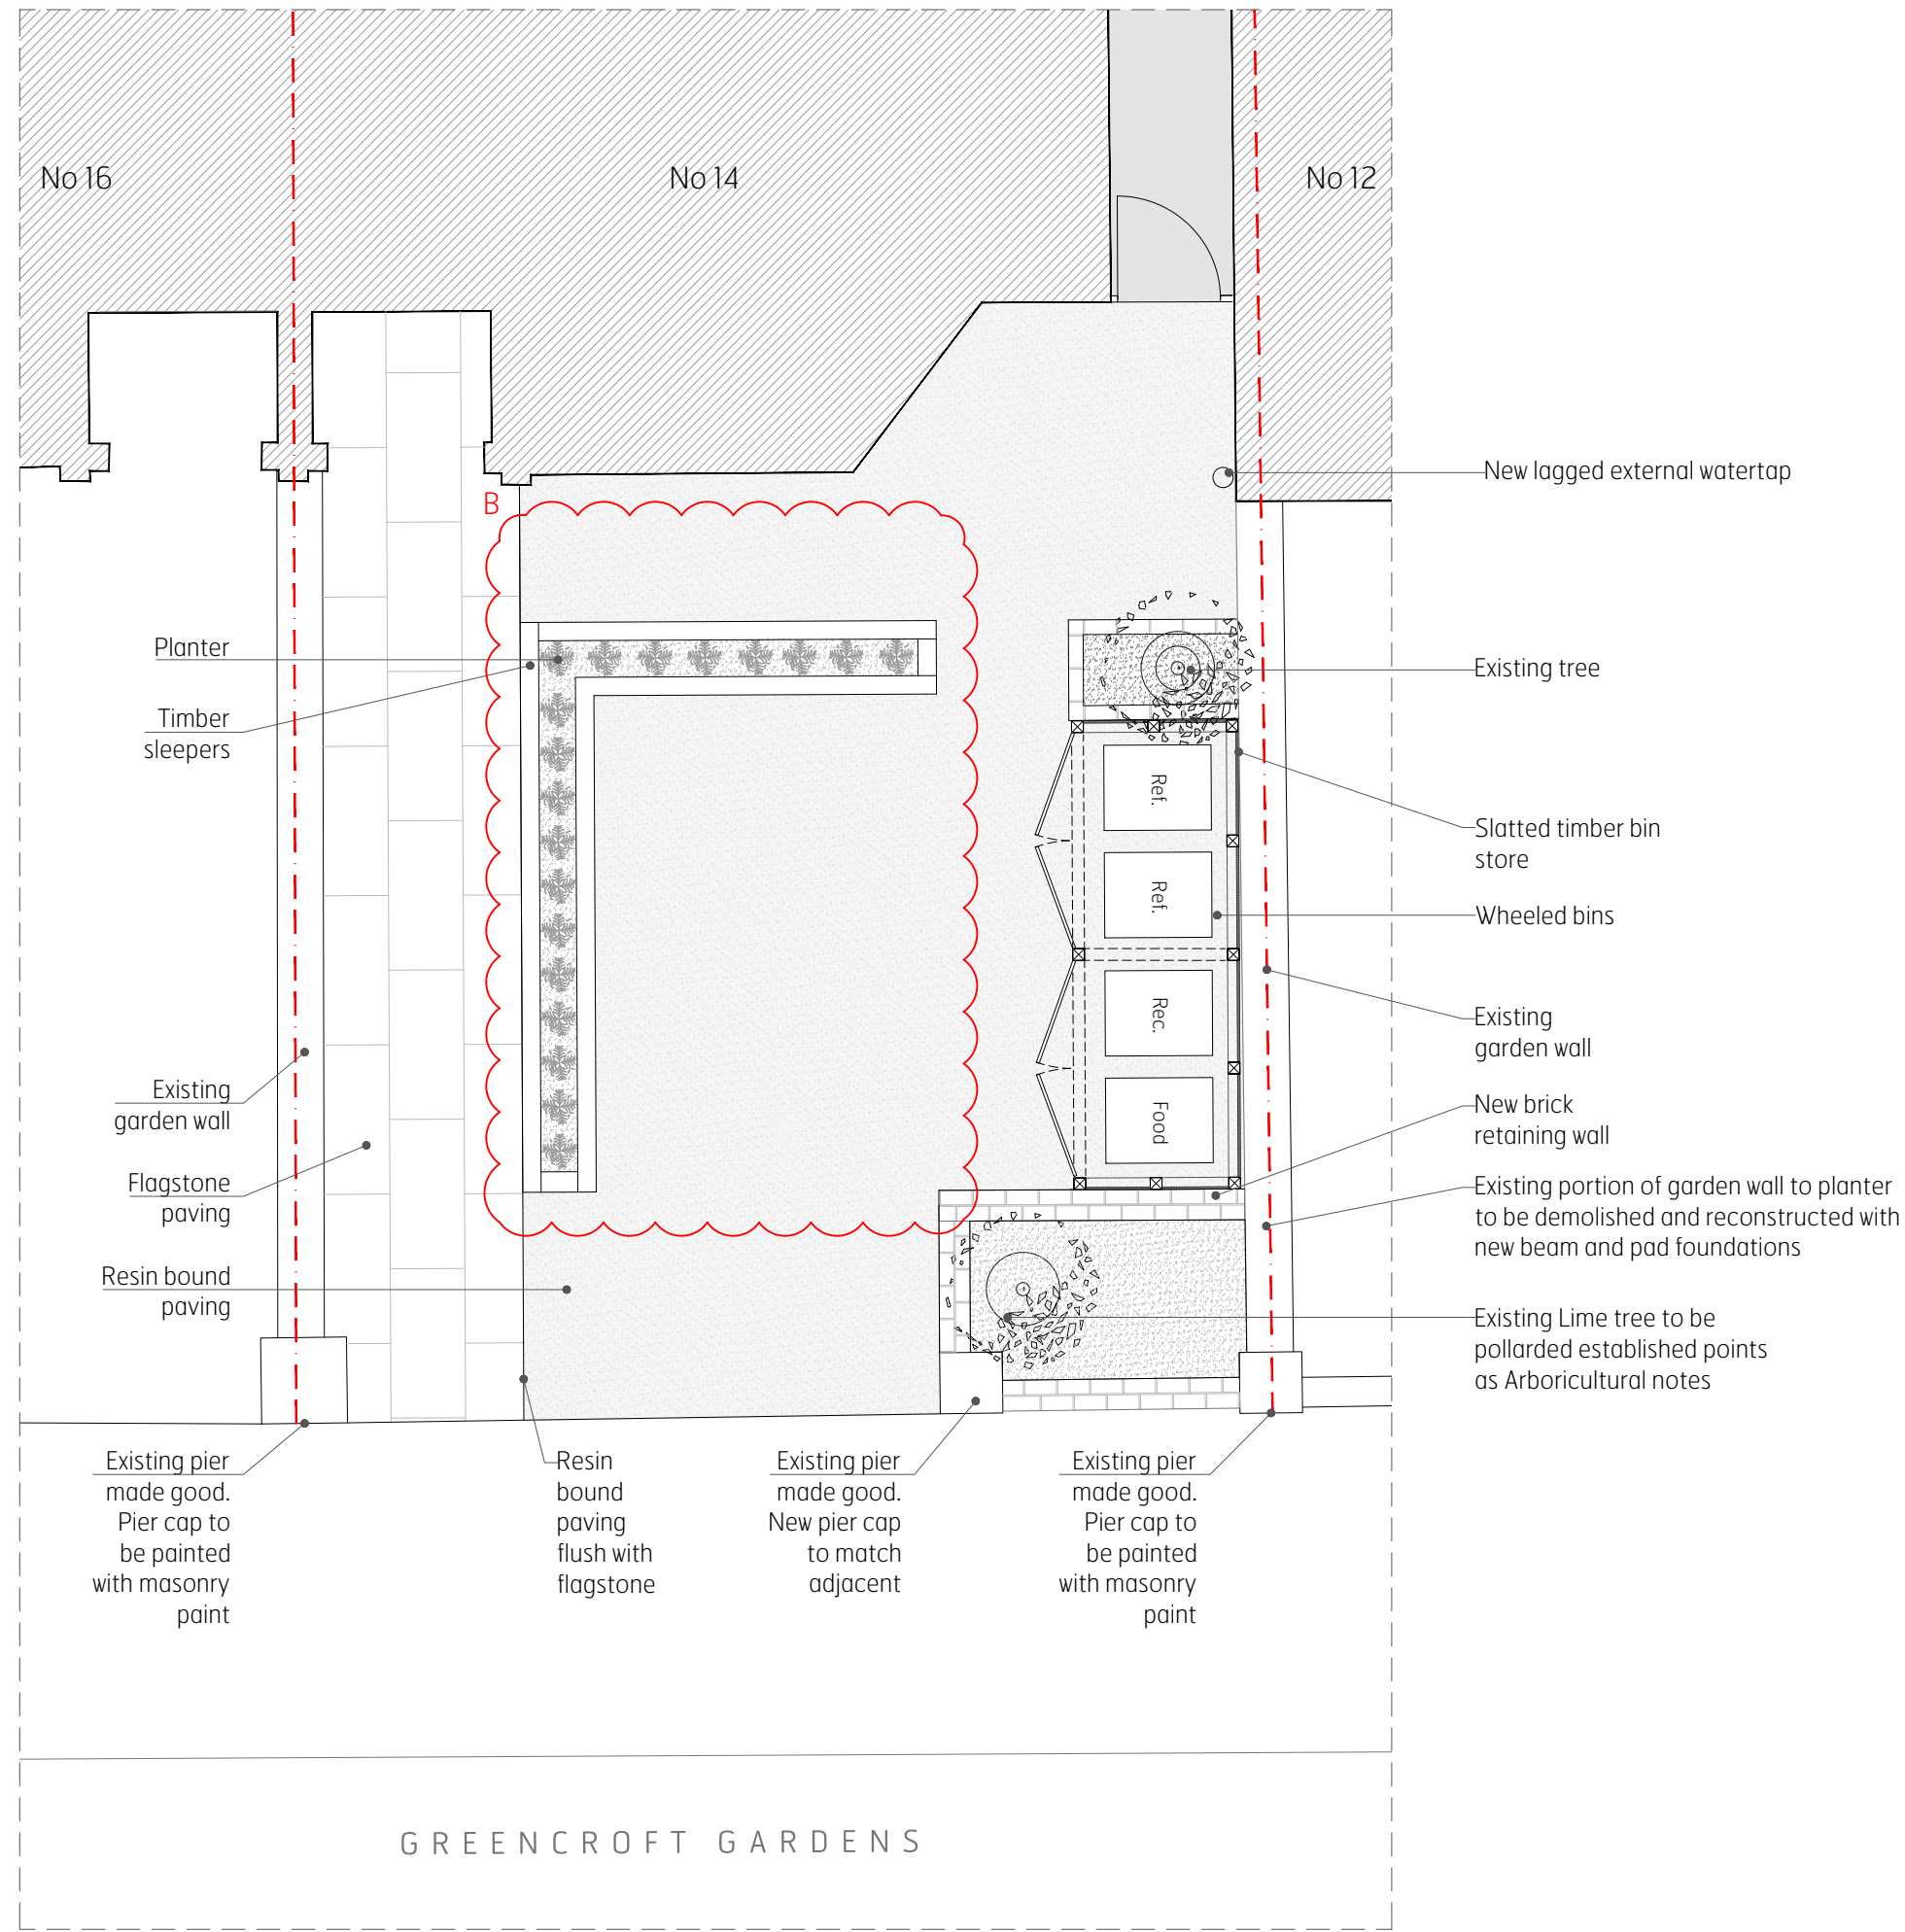 No 16
No 14
No 12
New lagged external watertap
B
Planter
Timber
sleepers
Existing tree
Ref.
Ref.
Rec.
Food
Slatted timber bin
store
Wheeled bins
Existing
garden wall
Existing
garden wall
New brick
retaining wall
Flagstone
paving
Existing portion of garden wall to planter
to be demolished and reconstructed with
new beam and pad foundations
Resin bound
paving
Existing Lime tree to be
pollarded established points
as Arboricultural notes
Existing pier
made good.
Pier cap to
be painted
with masonry
paint
Resin
bound
paving
flush with
flagstone
Existing pier
made good.
New pier cap
to match
adjacent
Existing pier
made good.
Pier cap to
be painted
with masonry
paint
GREENCROFT GARDENS